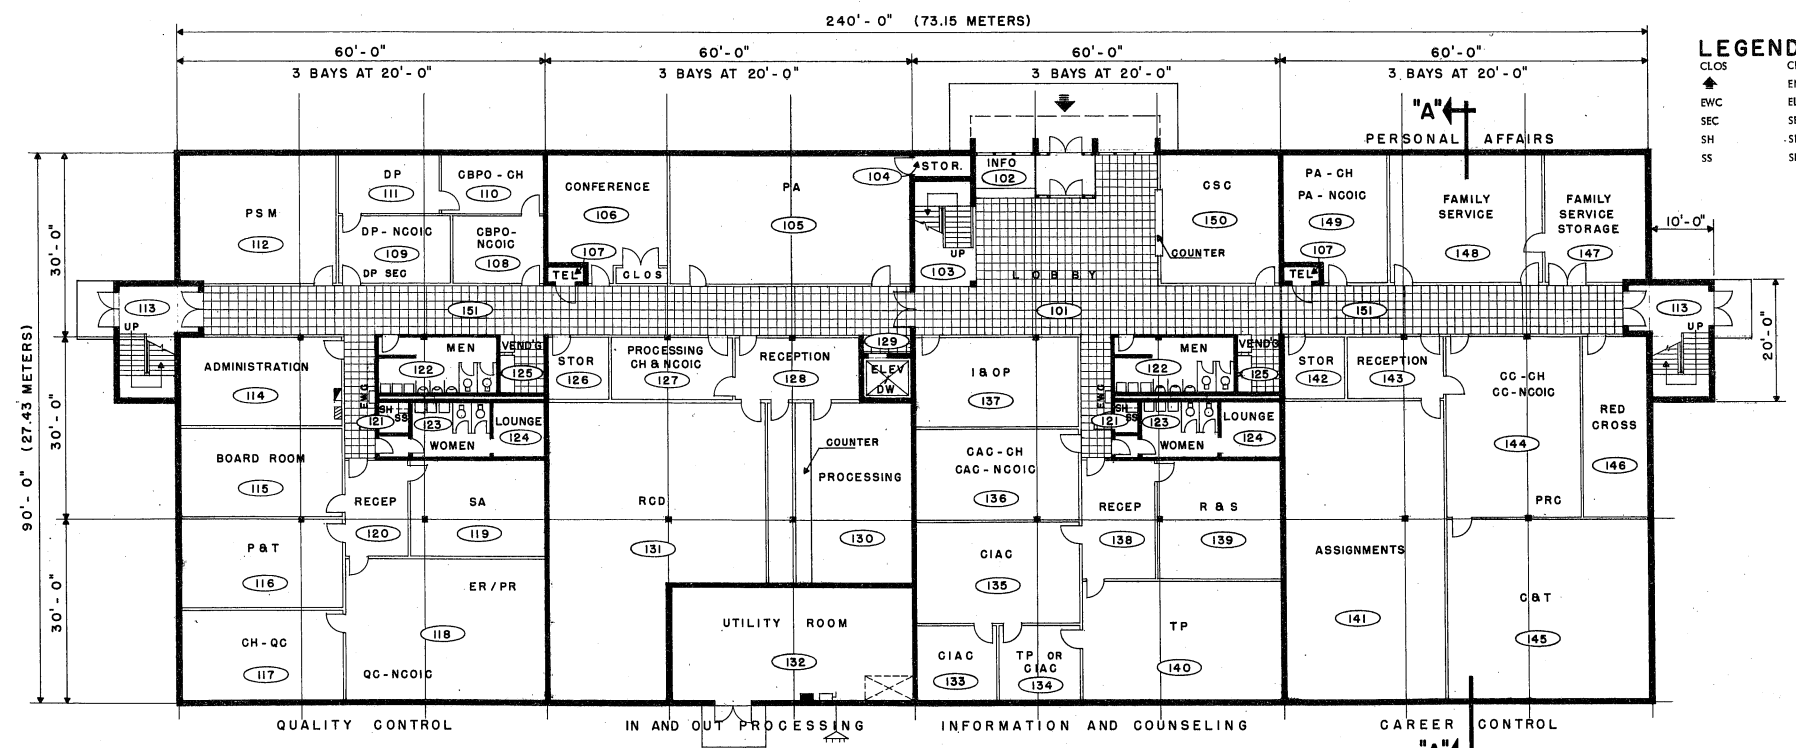 240'-0" (73.15 METERS)
60'-0" 60'-0" 60'-0" 60'-0"
3 BAYS AT 20'-0" 3 BAYS AT 20'-0" 3 BAYS AT 20'-0" 3 BAYS AT 20'-0"
LEGEND
CLOS
EWC
SEC
SH
SS
"A"
PERSONAL AFFAIRS
90'-0" (27.43 METERS)
30'-0"
30'-0"
30'-0"
10'-0"
20'-0"
PSM
112
DP
111
CBPO-CH
110
DP-NCOIC
109
DP SEC
CBPO-
NCOIC
108
CONFERENCE
106
107
TEL
CLOS
PA
105
104
STOR.
INFO
102
UP
103
LOBBY
CSC
150
COUNTER
PA-CH
PA-NCOIC
149
107
TEL
FAMILY
SERVICE
148
FAMILY
SERVICE
STORAGE
147
113
UP
151
101
151
113
UP
ADMINISTRATION
114
EWC
MEN
122
VEND'G
125
121
SH
SS
123
WOMEN
LOUNGE
124
STOR
126
PROCESSING
CH & NCOIC
127
RECEPTION
128
129
ELEV
DW
I & OP
137
EWC
MEN
122
VEND'G
125
121
SH
SS
123
WOMEN
LOUNGE
124
STOR
142
RECEPTION
143
CC-CH
CC-NCOIC
144
PRC
RED
CROSS
146
BOARD ROOM
115
RECEP
120
SA
119
RCD
131
COUNTER
PROCESSING
130
CAC-CH
CAC-NCOIC
136
RECEP
138
R & S
139
ASSIGNMENTS
141
P & T
116
ER/PR
118
QC-NCOIC
CH-QC
117
UTILITY ROOM
132
CIAC
135
CIAC
133
TP OR
CIAC
134
TP
140
C & T
145
QUALITY CONTROL
IN AND OUT PROCESSING
INFORMATION AND COUNSELING
CAREER CONTROL
"A"